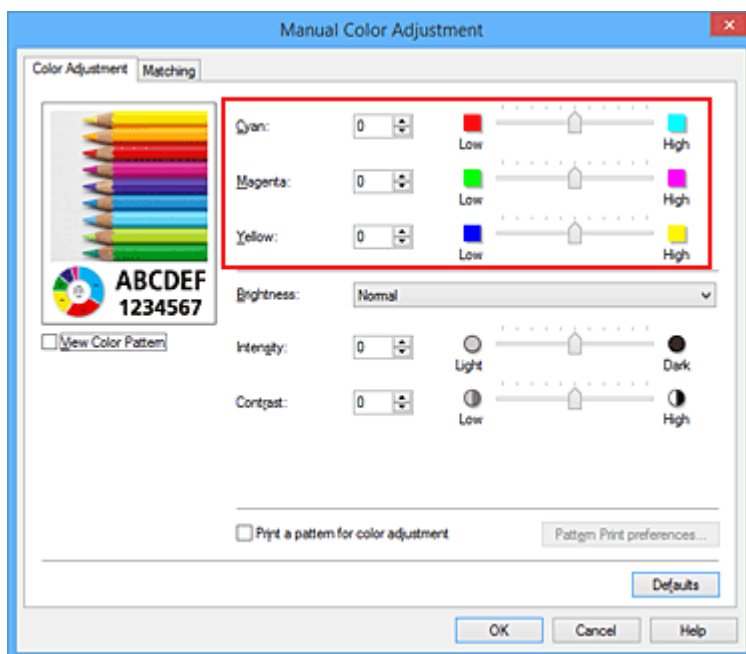 Manual Color Adjustment
Color Adjustment Matching
Cyan: 0 Low High
Magenta: 0 Low High
Yellow: 0 Low High
ABCDEF
1234567
View Color Pattern
Brightness: Normal
Intensity: 0 Light Dark
Contrast: 0 Low High
Print a pattern for color adjustment Pattern Print preferences...
Defaults
OK Cancel Help